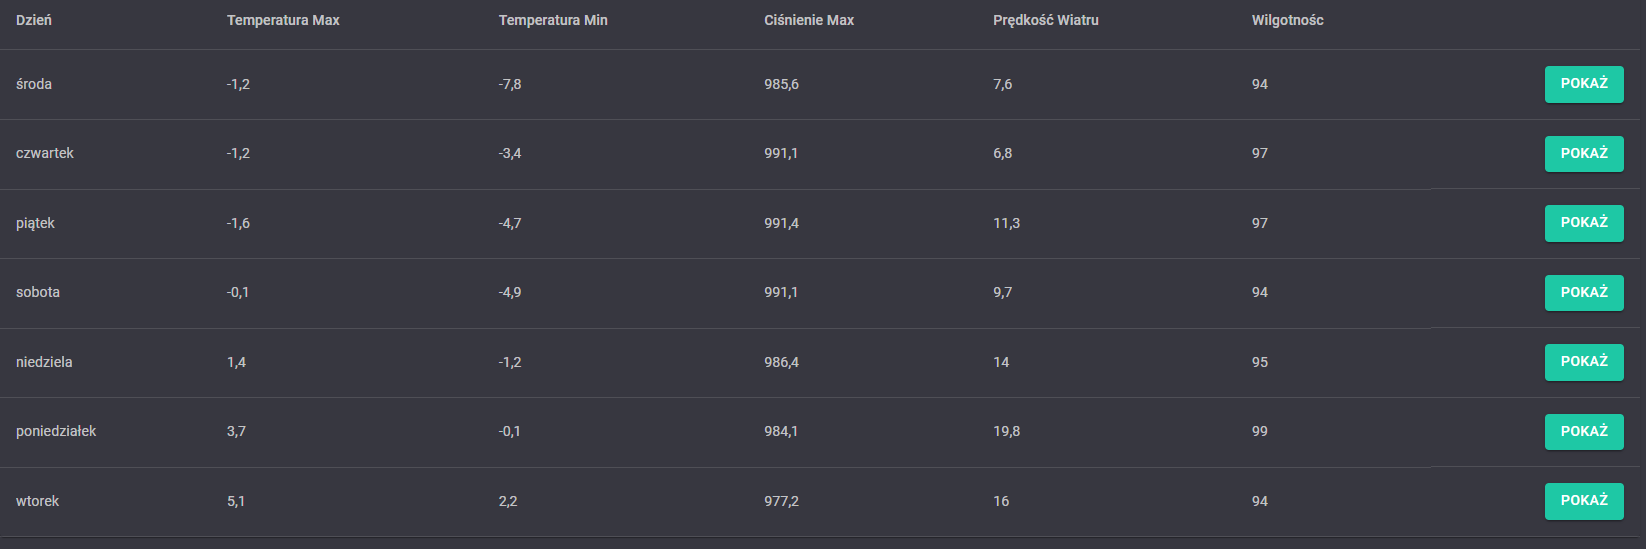 Dzień Temperatura Max Temperatura Min Ciśnienie Max Prędkość Wiatru Wilgotnośc
środa -1,2 -7,8 985,6 7,6 94 POKAŻ
czwartek -1,2 -3,4 991,1 6,8 97 POKAŻ
piątek -1,6 -4,7 991,4 11,3 97 POKAŻ
sobota -0,1 -4,9 991,1 9,7 94 POKAŻ
niedziela 1,4 -1,2 986,4 14 95 POKAŻ
poniedziałek 3,7 -0,1 984,1 19,8 99 POKAŻ
wtorek 5,1 2,2 977,2 16 94 POKAŻ